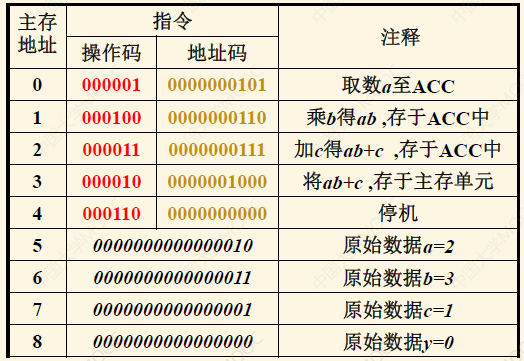 主存地址 指令 注释
操作码 地址码
0 000001 0000000101 取数a至ACC
1 000100 0000000110 乘b得ab ,存于ACC中
2 000011 0000000111 加c得ab+c ,存于ACC中
3 000010 0000001000 将ab+c ,存于主存单元
4 000110 0000000000 停机
5 0000000000000010 原始数据a=2
6 0000000000000011 原始数据b=3
7 0000000000000001 原始数据c=1
8 0000000000000000 原始数据y=0